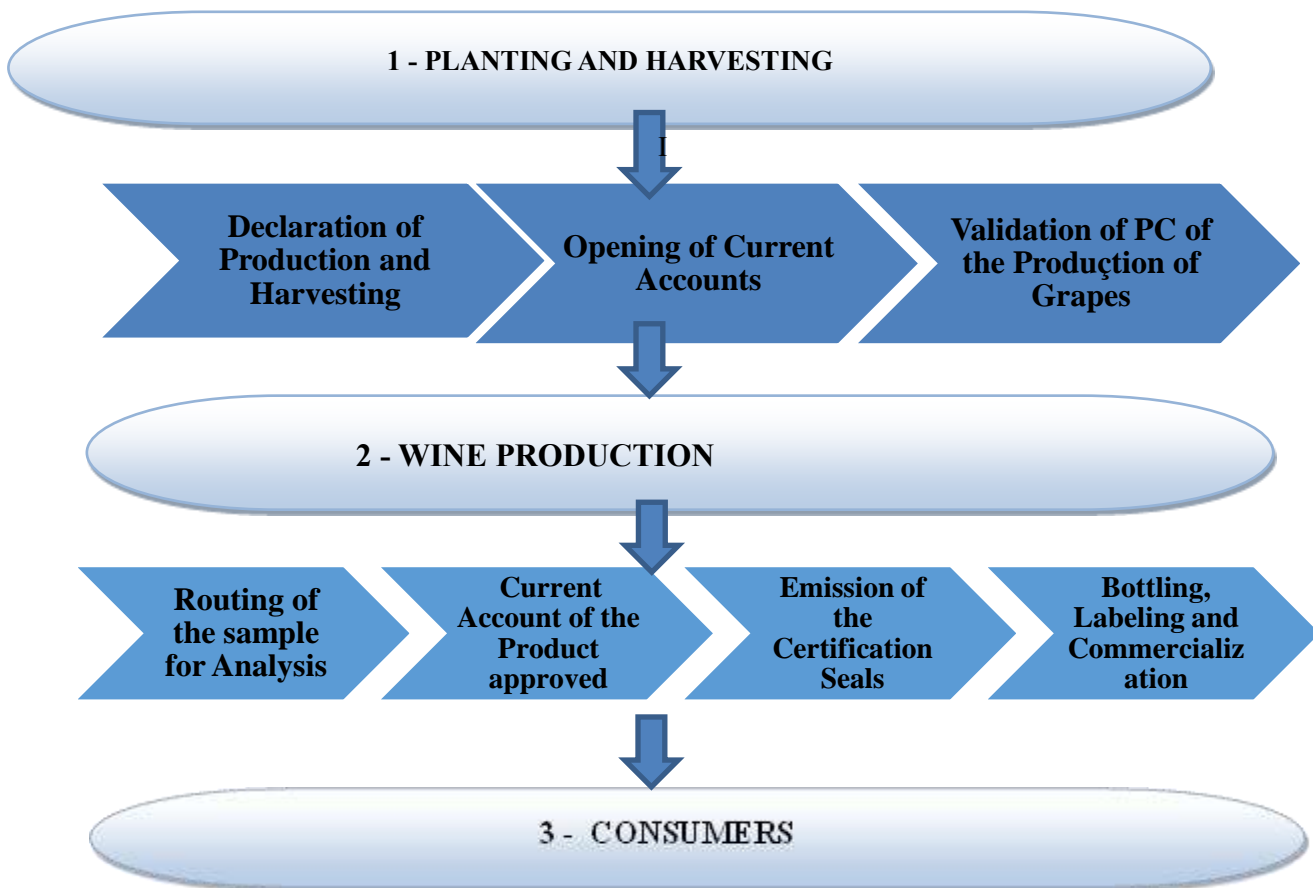 1 - PLANTING AND HARVESTING
I
Declaration of
Production and
Harvesting
Opening of Current
Accounts
Validation of PC of
the Produçtion of
Grapes
2 - WINE PRODUCTION
Routing of
the sample
for Analysis
Current
Account of the
Product
approved
Emission of
the
Certification
Seals
Bottling,
Labeling and
Commercializ
ation
3 - CONSUMERS